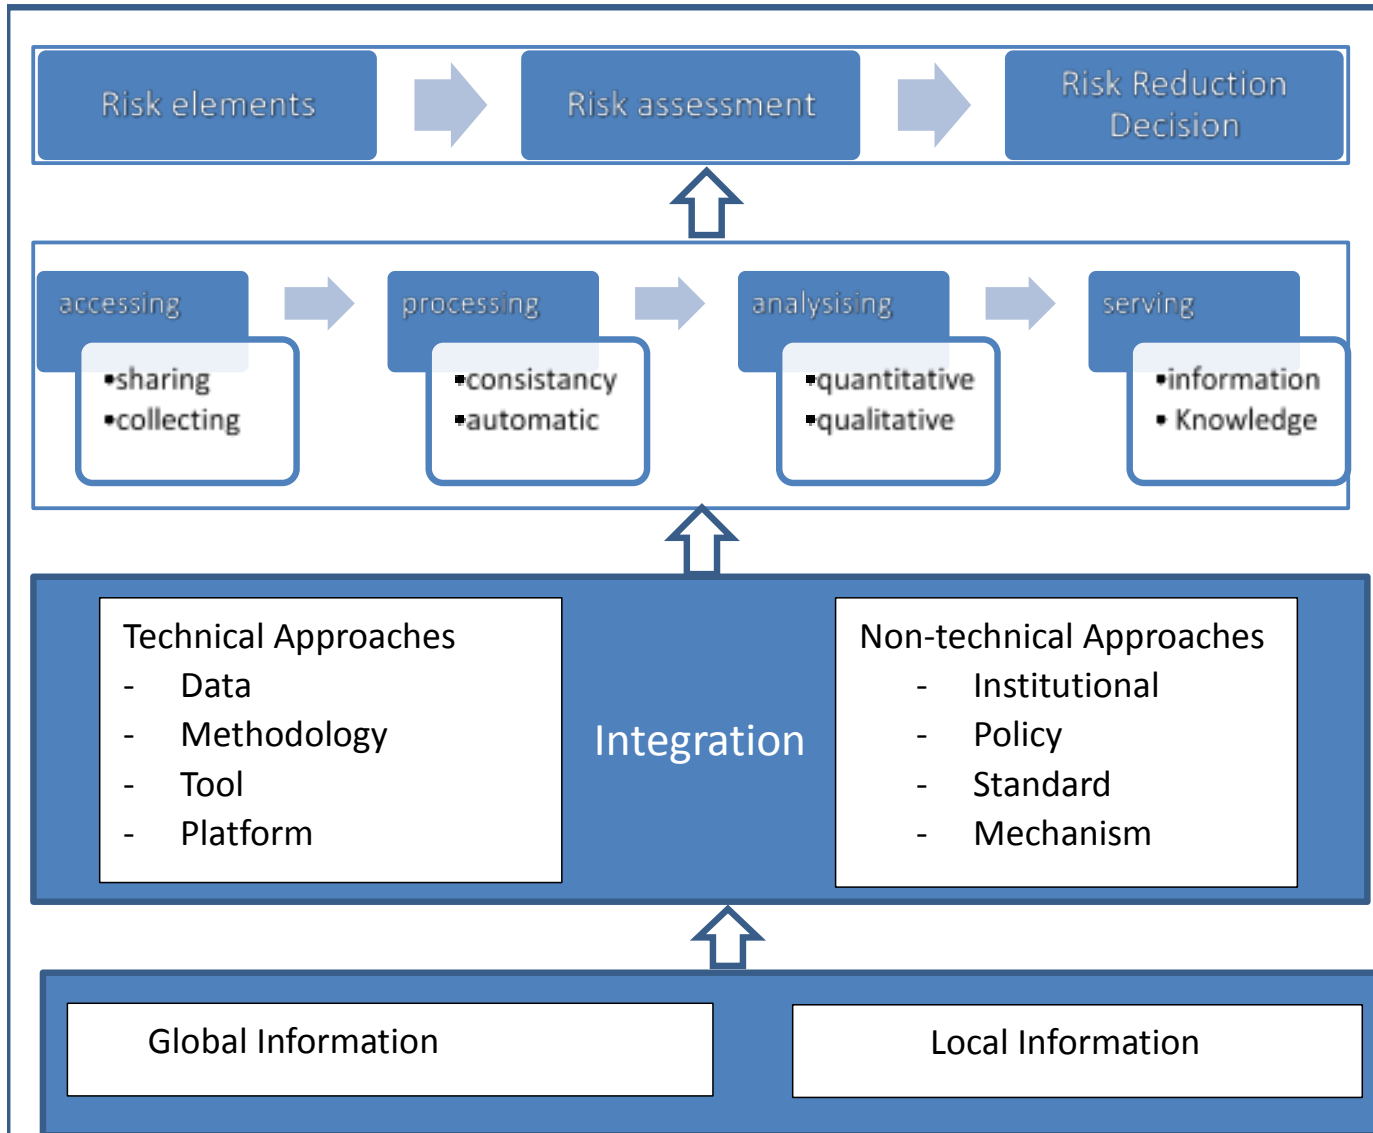 Risk elements
Risk assessment
Risk Reduction
Decision
accessing
▪sharing
▪collecting
processing
▪consistancy
▪automatic
analysising
▪quantitative
▪qualitative
serving
▪information
▪ Knowledge
Technical Approaches
- Data
- Methodology
- Tool
- Platform
Integration
Non-technical Approaches
- Institutional
- Policy
- Standard
- Mechanism
Global Information
Local Information